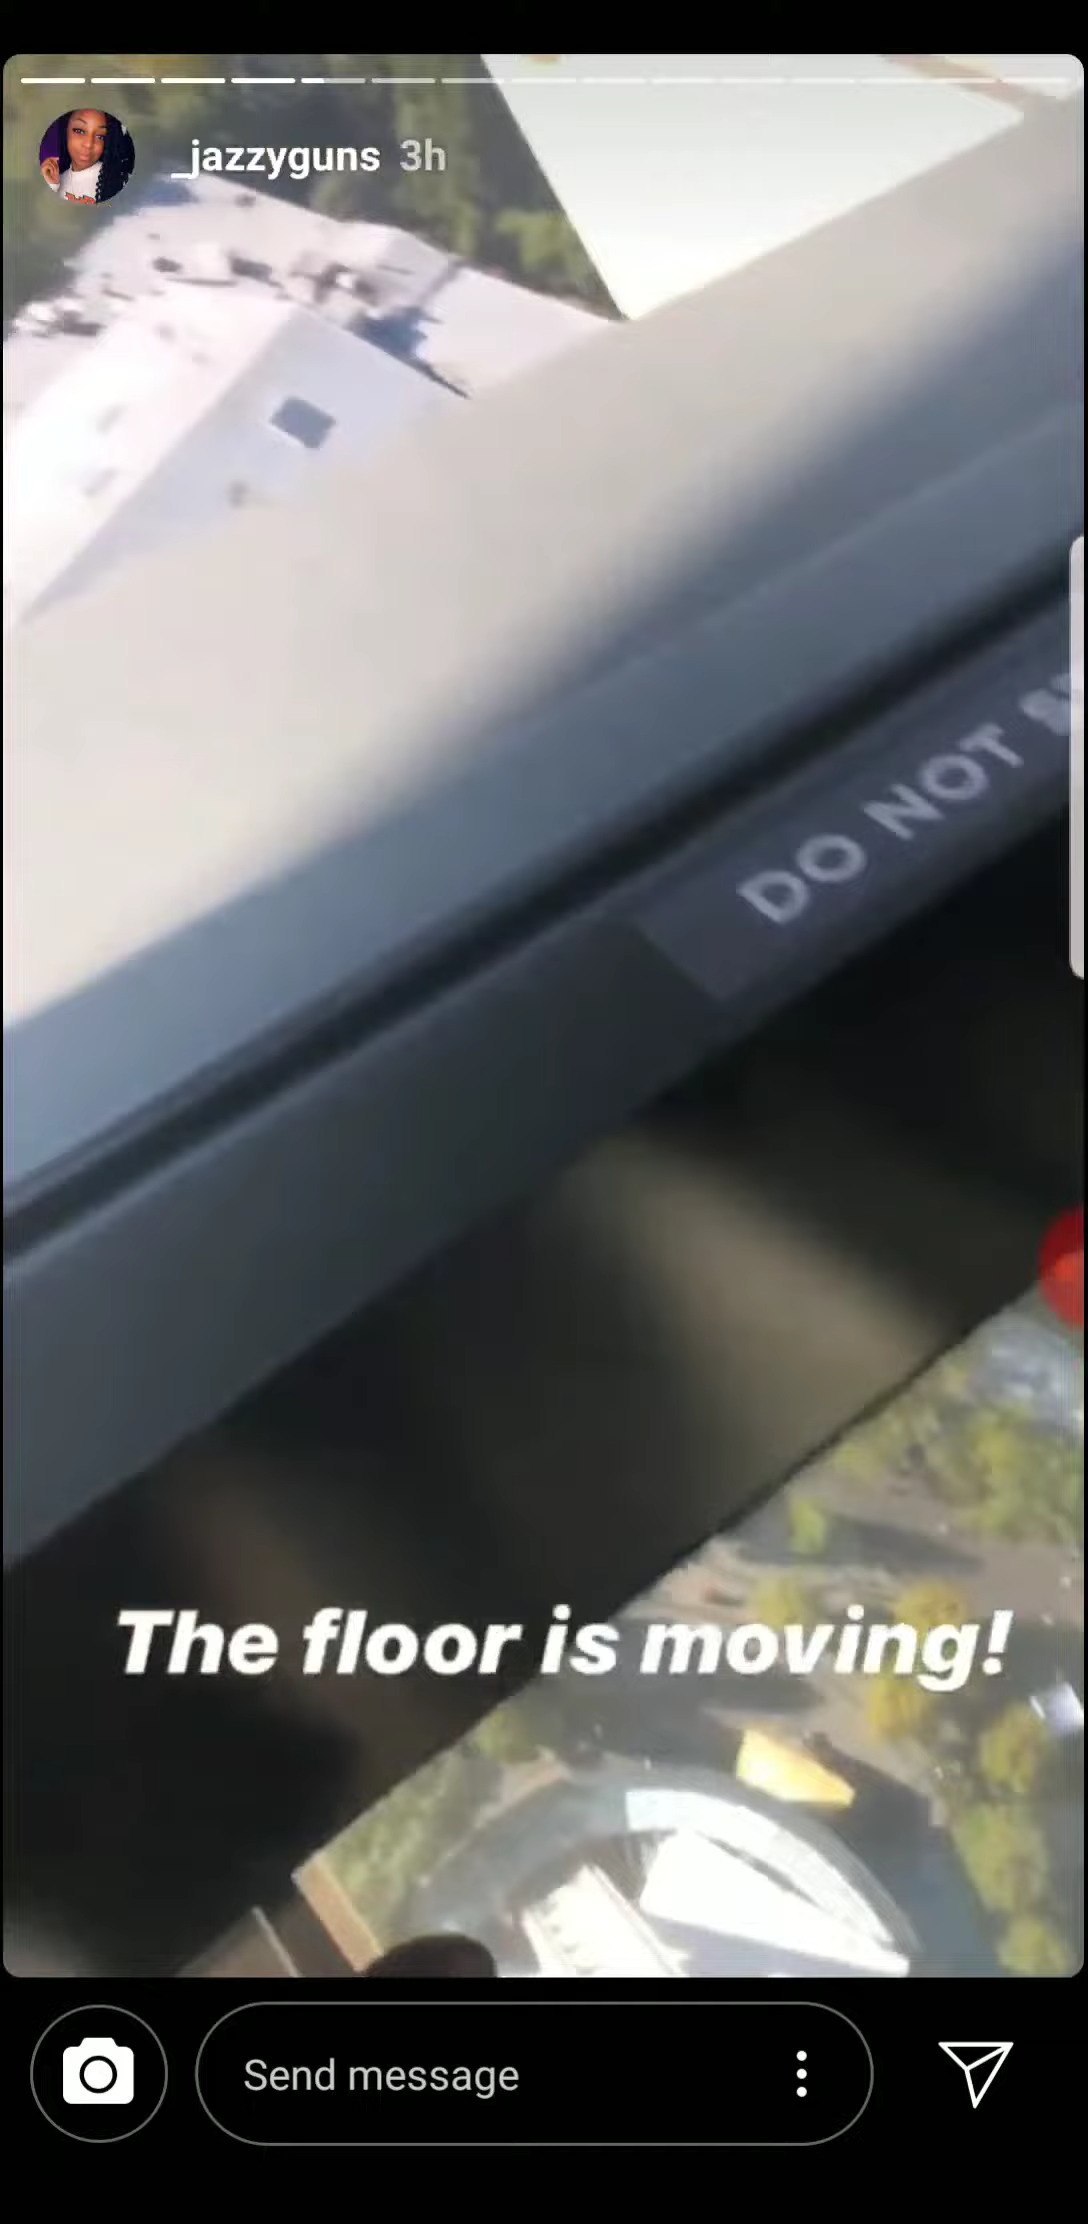 _jazzyguns 3h
DO NOT
The floor is moving!
Send message